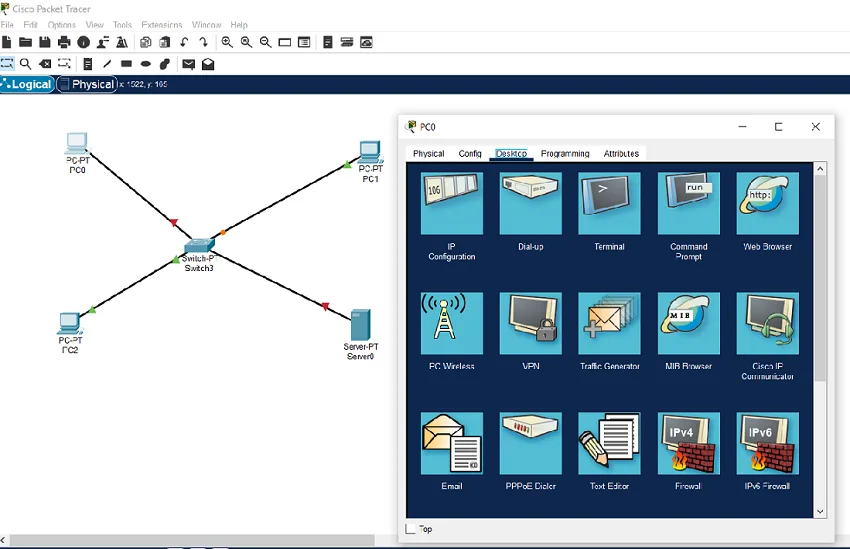 Cisco Packet Tracer
File Edit Options View Tools Extensions Window Help
Logical Physical x: 1522, y: 165
PC-PT
PC0
PC-PT
PC1
Switch-PT
Switch3
PC-PT
PC2
Server-PT
Server0
PC0
Physical Config Desktop Programming Attributes
106
IP
Configuration
Dial-up
>
Terminal
run
Command
Prompt
http:
Web Browser
PC Wireless
VPN
Traffic Generator
MIB
MIB Browser
Cisco IP
Communicator
Email
PPPoE Dialer
Text Editor
IPv4
Firewall
IPv6
IPv6 Firewall
Top